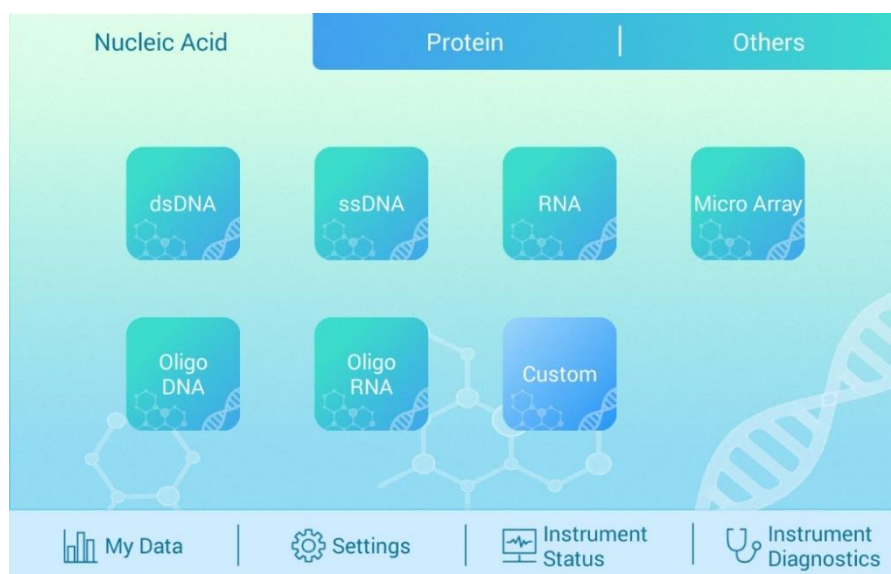 Nucleic Acid
Protein
Others
dsDNA
ssDNA
RNA
Micro Array
Oligo
DNA
Oligo
RNA
Custom
My Data
Settings
Instrument
Status
Instrument
Diagnostics